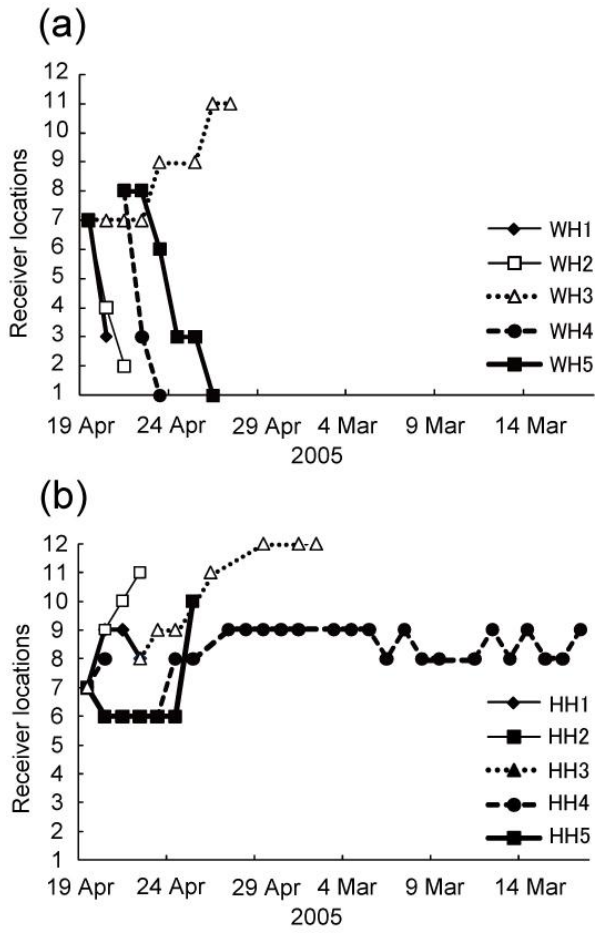 (a)
12
11
10
9
8
7
6
5
4
3
2
1
Receiver locations
WH1
WH2
WH3
WH4
WH5
19 Apr 24 Apr 29 Apr 4 Mar 9 Mar 14 Mar
2005
(b)
12
11
10
9
8
7
6
5
4
3
2
1
Receiver locations
HH1
HH2
HH3
HH4
HH5
19 Apr 24 Apr 29 Apr 4 Mar 9 Mar 14 Mar
2005